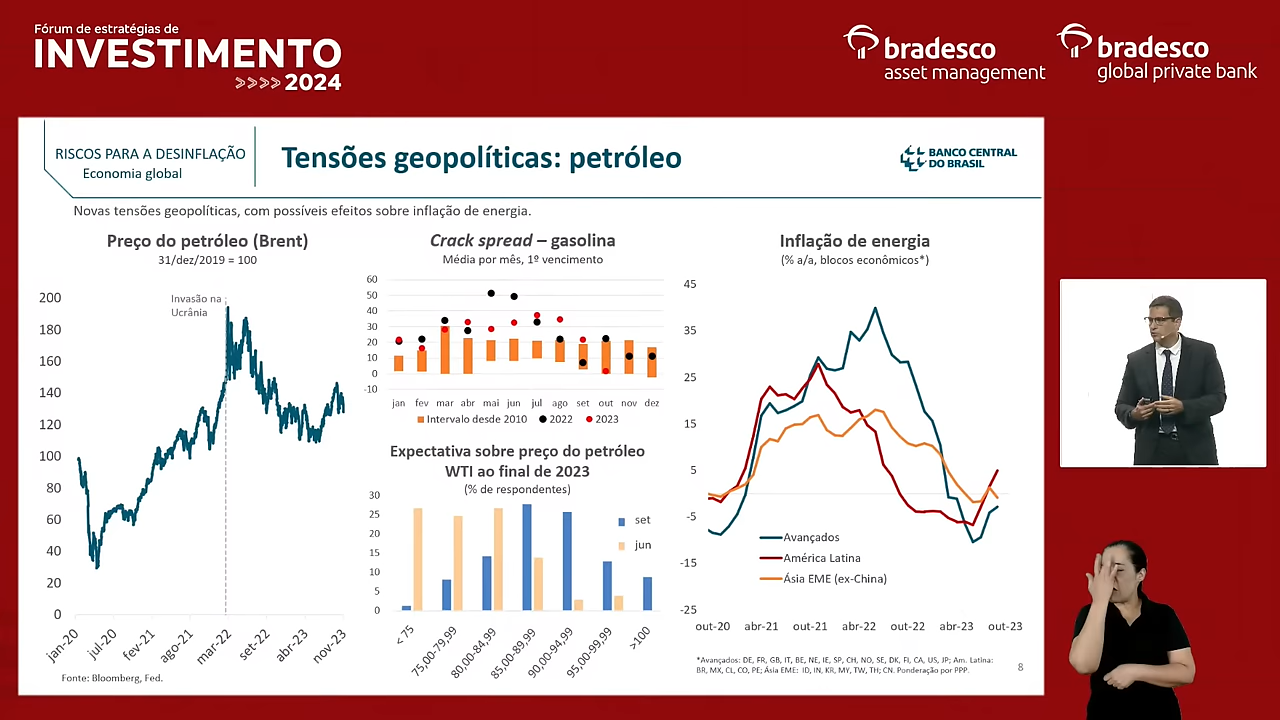 Fórum de estratégias de
INVESTIMENTO
>>>> 2024
bradesco
asset management
bradesco
global private bank
RISCOS PARA A DESINFLAÇÃO
Economia global
Tensões geopolíticas: petróleo
BANCO CENTRAL
DO BRASIL
Novas tensões geopolíticas, com possíveis efeitos sobre inflação de energia.
Preço do petróleo (Brent)
31/dez/2019 = 100
200
180
160
140
120
100
80
60
40
20
0
Invasão na
Ucrânia
jan-20 jul-20 fev-21 ago-21 mar-22 set-22 abr-23 nov-23
Fonte: Bloomberg, Fed.
Crack spread – gasolina
Média por mês, 1º vencimento
60
50
40
30
20
10
0
-10
jan fev mar abr mai jun jul ago set out nov dez
Intervalo desde 2010 2022 2023
Expectativa sobre preço do petróleo
WTI ao final de 2023
(% de respondentes)
30
25
20
15
10
5
0
set
jun
< 75 75,00-79,99 80,00-84,99 85,00-89,99 90,00-94,99 95,00-99,99 >100
Inflação de energia
(% a/a, blocos econômicos*)
45
35
25
15
5
-5
-15
-25
Avançados
América Latina
Ásia EME (ex-China)
out-20 abr-21 out-21 abr-22 out-22 abr-23 out-23
*Avançados: DE, FR, GB, IT, BE, NE, IE, SP, CH, NO, SE, DK, FI, CA, US, JP; Am. Latina:
BR, MX, CL, CO, PE; Ásia EME: ID, IN, KR, MY, TW, TH; CN. Ponderação por PPP.
8